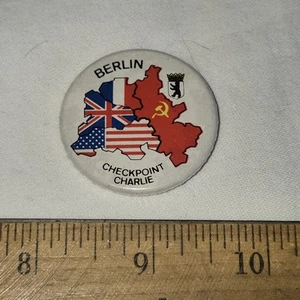 BERLIN
CHECKPOINT
CHARLIE
8 9 10